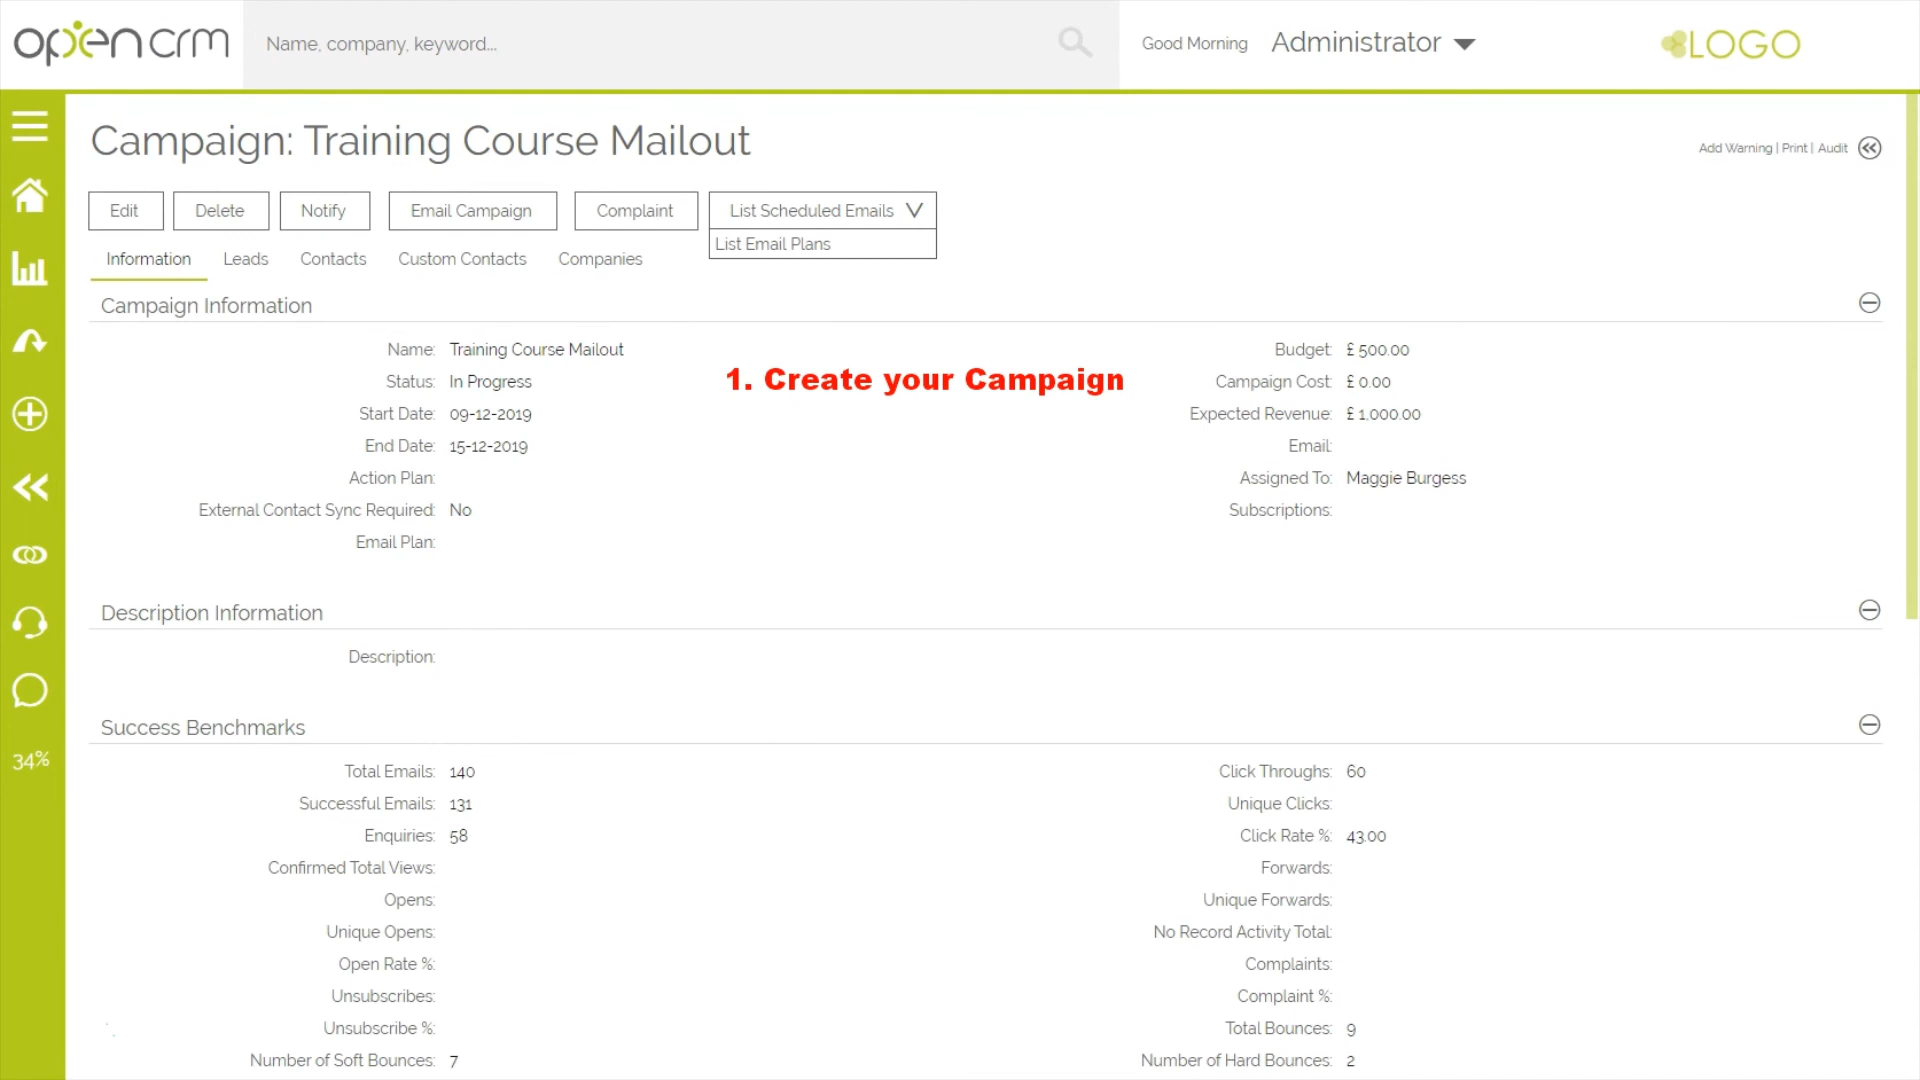 opencrm
Name, company, keyword...
Good Morning Administrator
LOGO
Campaign: Training Course Mailout
Add Warning | Print | Audit
Edit Delete Notify Email Campaign Complaint List Scheduled Emails
List Email Plans
Information Leads Contacts Custom Contacts Companies
Campaign Information
Name: Training Course Mailout Budget: £ 500.00
1. Create your Campaign
Status: In Progress Campaign Cost: £ 0.00
Start Date: 09-12-2019 Expected Revenue: £ 1,000.00
End Date: 15-12-2019 Email:
Action Plan: Assigned To: Maggie Burgess
External Contact Sync Required: No Subscriptions:
Email Plan:
Description Information
Description:
Success Benchmarks
34%
Total Emails: 140 Click Throughs: 60
Successful Emails: 131 Unique Clicks:
Enquiries: 58 Click Rate %: 43.00
Confirmed Total Views: Forwards:
Opens: Unique Forwards:
Unique Opens: No Record Activity Total:
Open Rate %: Complaints:
Unsubscribes: Complaint %:
Unsubscribe %: Total Bounces: 9
Number of Soft Bounces: 7 Number of Hard Bounces: 2